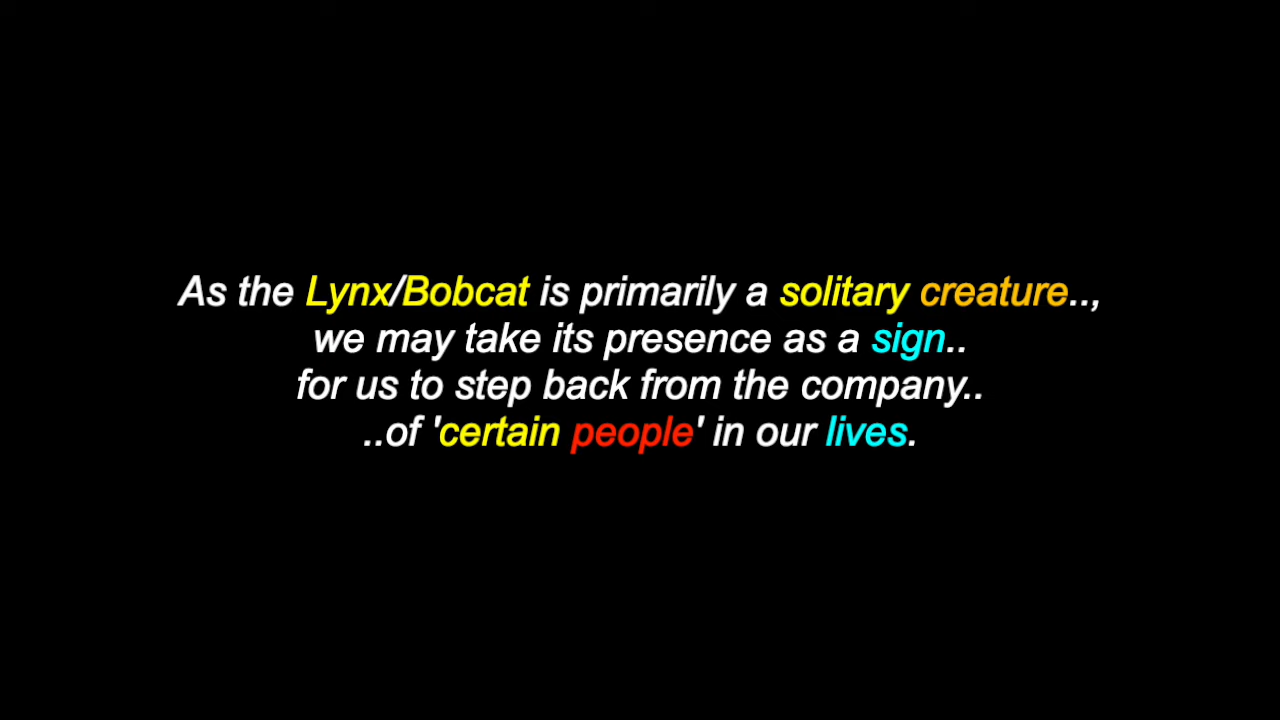 As the Lynx/Bobcat is primarily a solitary creature..,
we may take its presence as a sign..
for us to step back from the company..
..of 'certain people' in our lives.